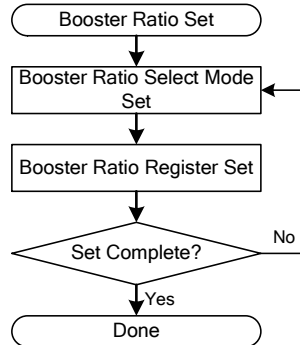 Booster Ratio Set
Booster Ratio Select Mode
Set
Booster Ratio Register Set
Set Complete?
No
Yes
Done